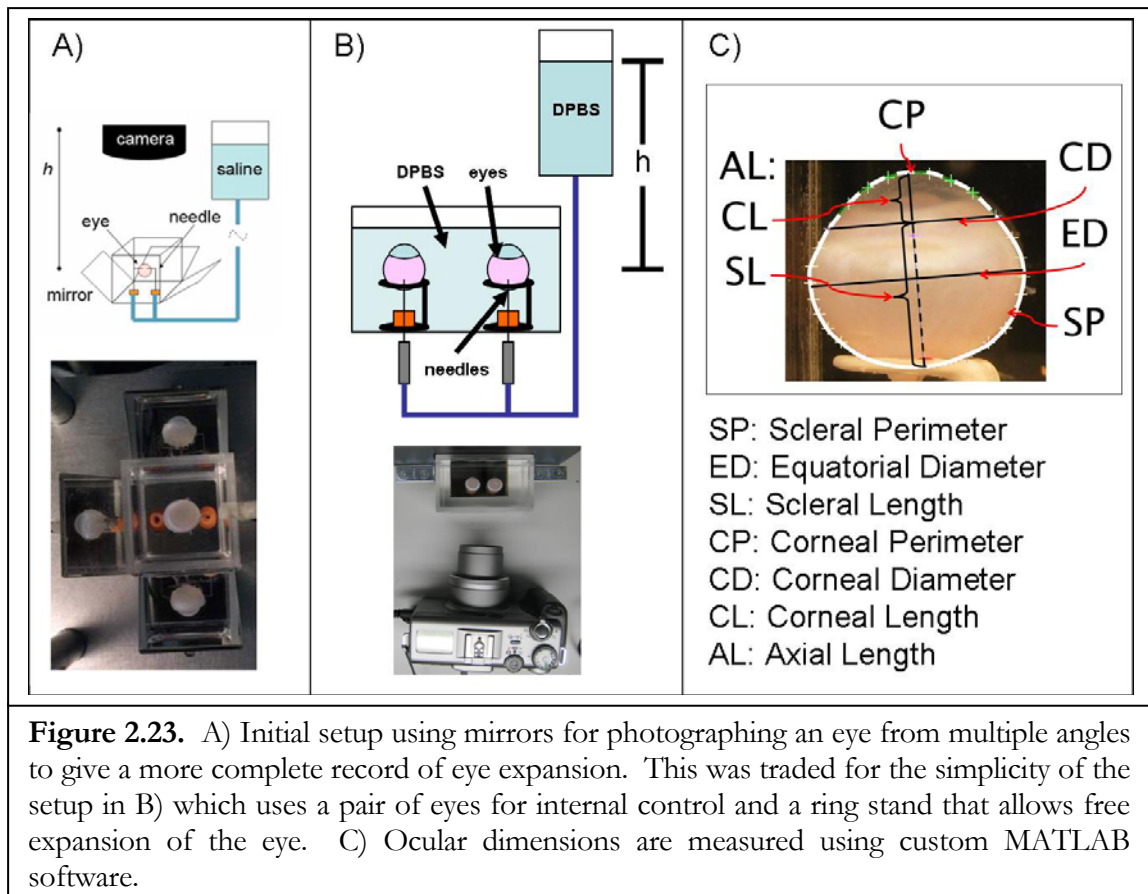 A)
camera
h
saline
needle
eye
mirror
B)
DPBS
h
DPBS
eyes
needles
C)
CP
AL:
CD
CL
ED
SL
SP
SP: Scleral Perimeter
ED: Equatorial Diameter
SL: Scleral Length
CP: Corneal Perimeter
CD: Corneal Diameter
CL: Corneal Length
AL: Axial Length
Figure 2.23. A) Initial setup using mirrors for photographing an eye from multiple angles
to give a more complete record of eye expansion. This was traded for the simplicity of the
setup in B) which uses a pair of eyes for internal control and a ring stand that allows free
expansion of the eye. C) Ocular dimensions are measured using custom MATLAB
software.